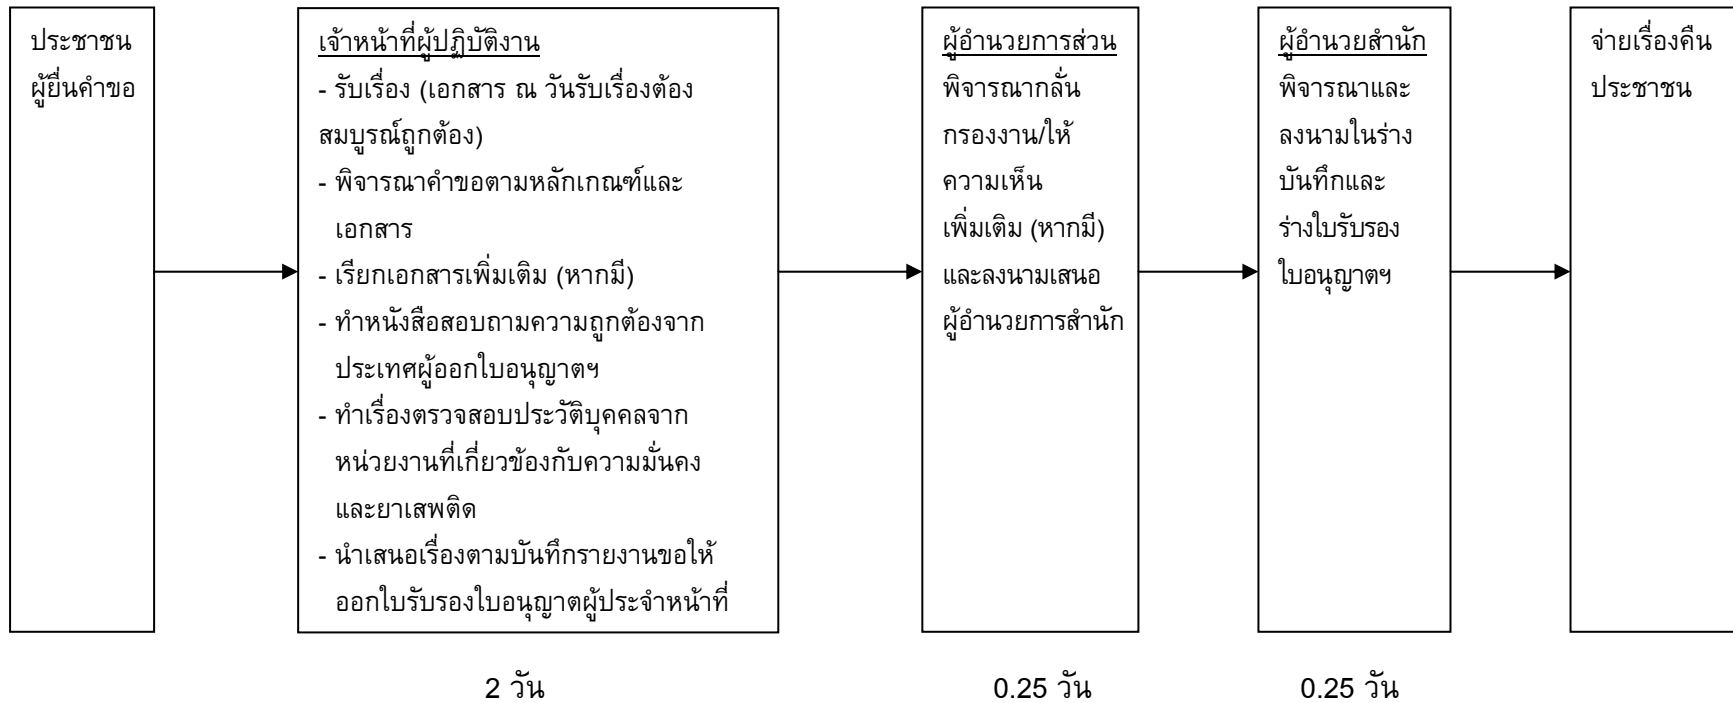 ประชาชน
ผู้ยื่นคำขอ
เจ้าหน้าที่ผู้ปฏิบัติงาน
- รับเรื่อง (เอกสาร ณ วันรับเรื่องต้อง
สมบูรณ์ถูกต้อง)
- พิจารณาคำขอตามหลักเกณฑ์และ
เอกสาร
- เรียกเอกสารเพิ่มเติม (หากมี)
- ทำหนังสือสอบถามความถูกต้องจาก
ประเทศผู้ออกใบอนุญาตฯ
- ทำเรื่องตรวจสอบประวัติบุคคลจาก
หน่วยงานที่เกี่ยวข้องกับความมั่นคง
และยาเสพติด
- นำเสนอเรื่องตามบันทึกรายงานขอให้
ออกใบรับรองใบอนุญาตผู้ประจำหน้าที่
2 วัน
ผู้อำนวยการส่วน
พิจารณากลั่น
กรองงาน/ให้
ความเห็น
เพิ่มเติม (หากมี)
และลงนามเสนอ
ผู้อำนวยการสำนัก
0.25 วัน
ผู้อำนวยสำนัก
พิจารณาและ
ลงนามในร่าง
บันทึกและ
ร่างใบรับรอง
ใบอนุญาตฯ
0.25 วัน
จ่ายเรื่องคืน
ประชาชน